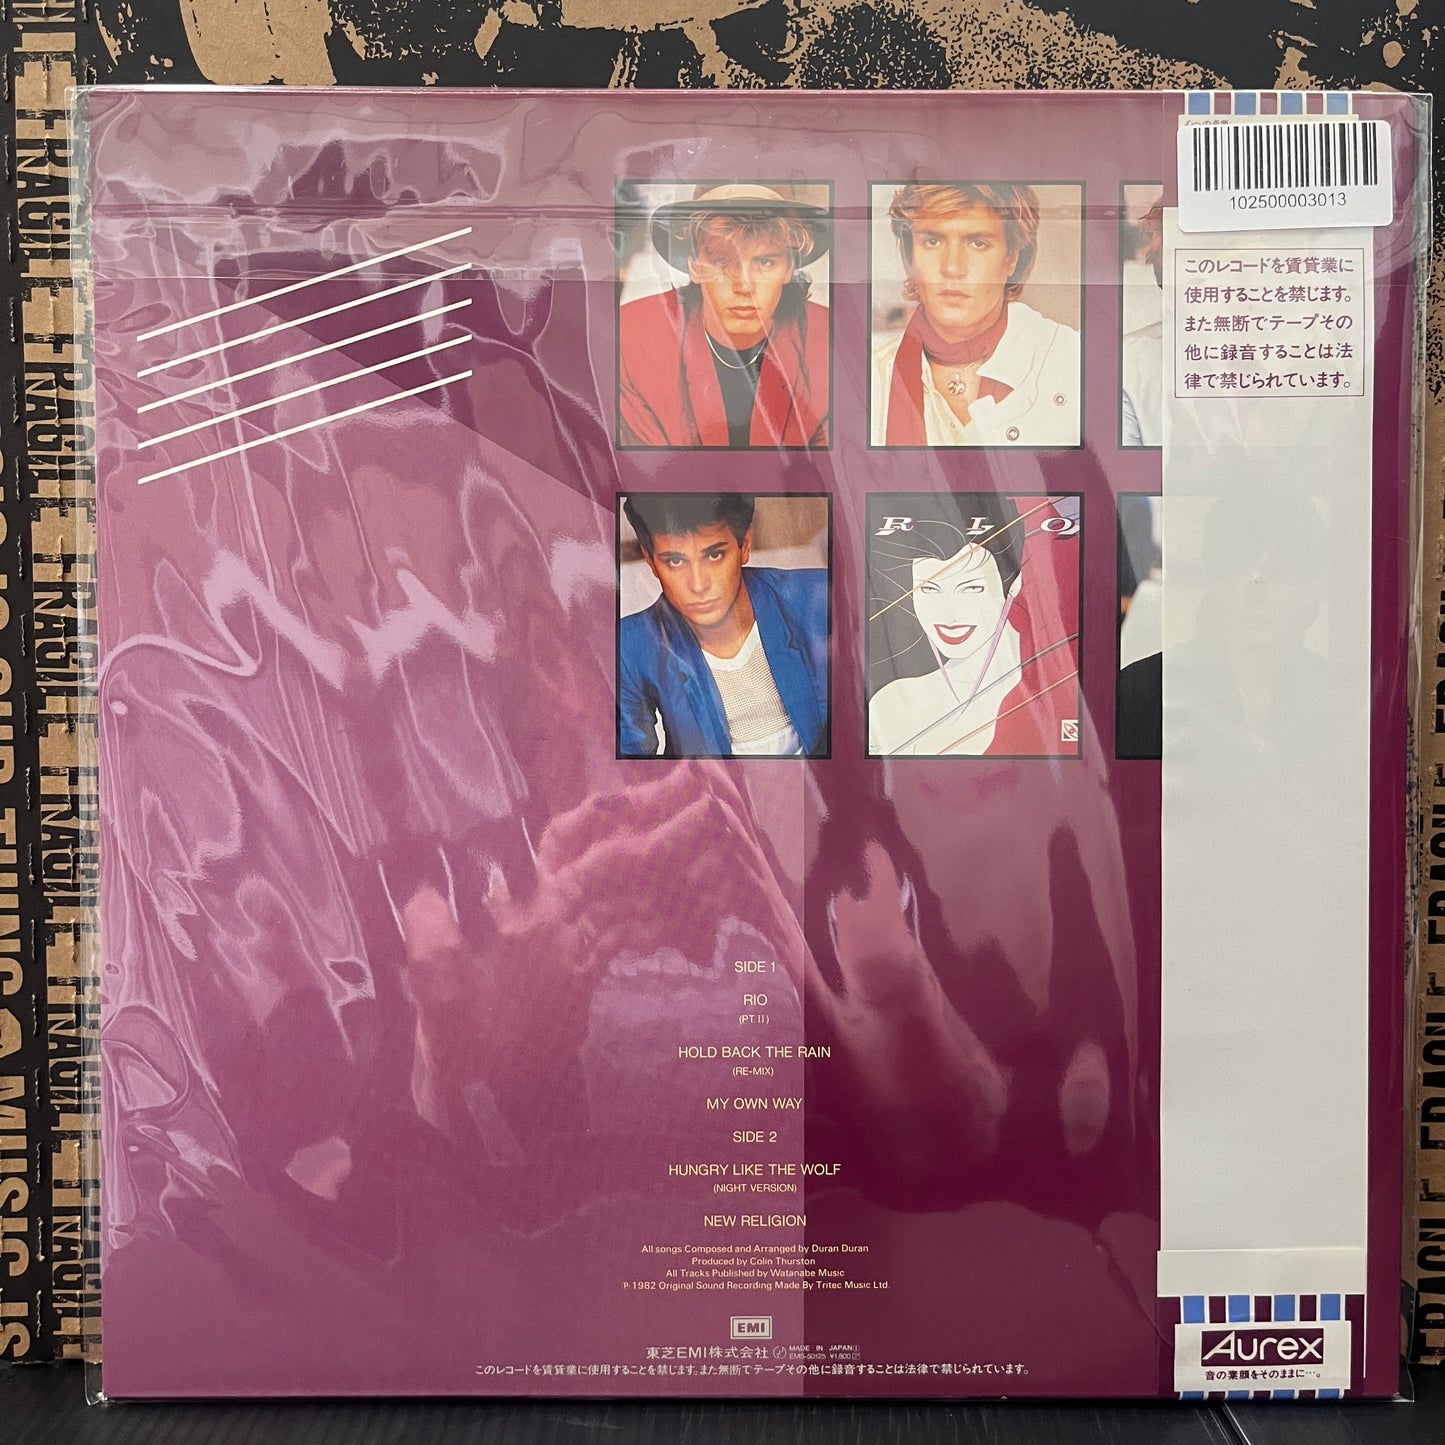 102500003013
このレコードを賃貸業に
使用することを禁じます。
また無断でテープその
他に録音することは法
律で禁じられています。
RIO
SIDE 1
RIO
(PT. II)
HOLD BACK THE RAIN
(RE-MIX)
MY OWN WAY
SIDE 2
HUNGRY LIKE THE WOLF
(NIGHT VERSION)
NEW RELIGION
All songs Composed and Arranged by Duran Duran
Produced by Colin Thurston
All Tracks Published by Watanabe Music
℗ 1982 Original Sound Recording Made By Tritec Music Ltd.
EMI
東芝EMI株式会社
MADE IN JAPAN
EMS-50125 ¥1,800
このレコードを賃貸業に使用することを禁じます。また無断でテープその他に録音することは法律で禁じられています。
Aurex
音の素顔をそのままに…。
FRAGILE
FRAGILE
MUSIC IS